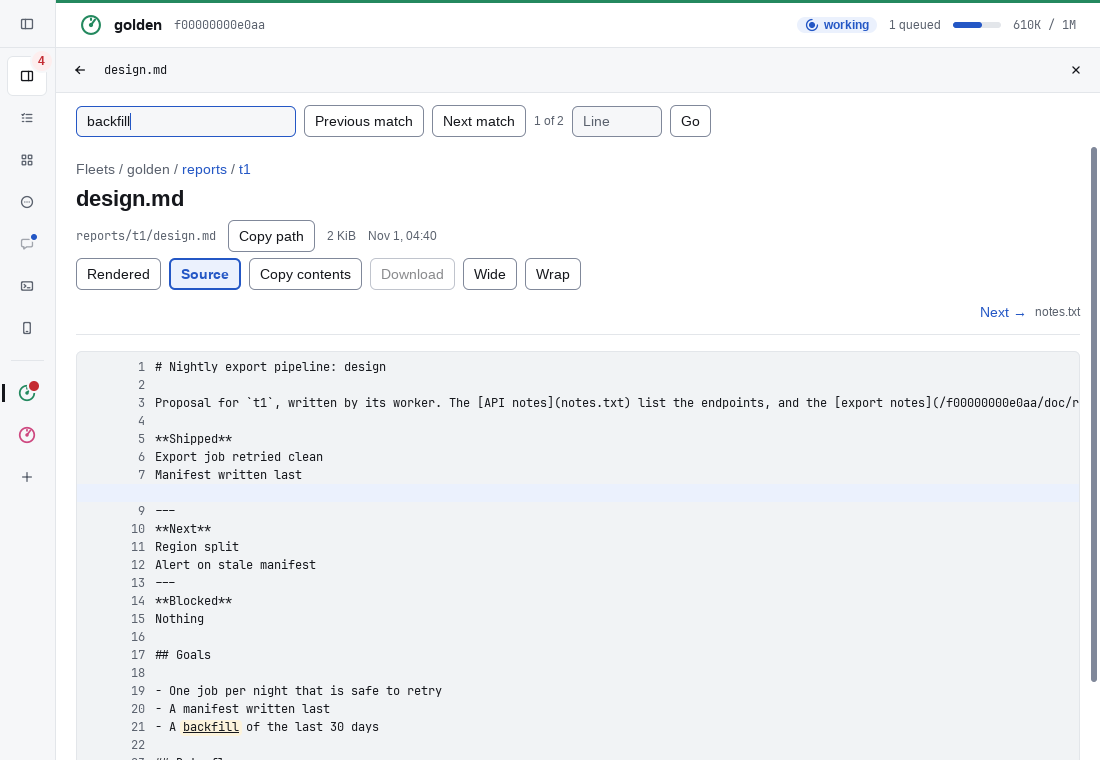 golden f00000000e0aa working 1 queued 610K / 1M
4
design.md
backfill Previous match Next match 1 of 2 Line Go
Fleets / golden / reports / t1
design.md
reports/t1/design.md Copy path 2 KiB Nov 1, 04:40
Rendered Source Copy contents Download Wide Wrap
Next → notes.txt
1 # Nightly export pipeline: design
2
3 Proposal for `t1`, written by its worker. The [API notes](notes.txt) list the endpoints, and the [export notes](/f00000000e0aa/doc/r
4
5 **Shipped**
6 Export job retried clean
7 Manifest written last
9 ---
10 **Next**
11 Region split
12 Alert on stale manifest
13 ---
14 **Blocked**
15 Nothing
16
17 ## Goals
18
19 - One job per night that is safe to retry
20 - A manifest written last
21 - A backfill of the last 30 days
22